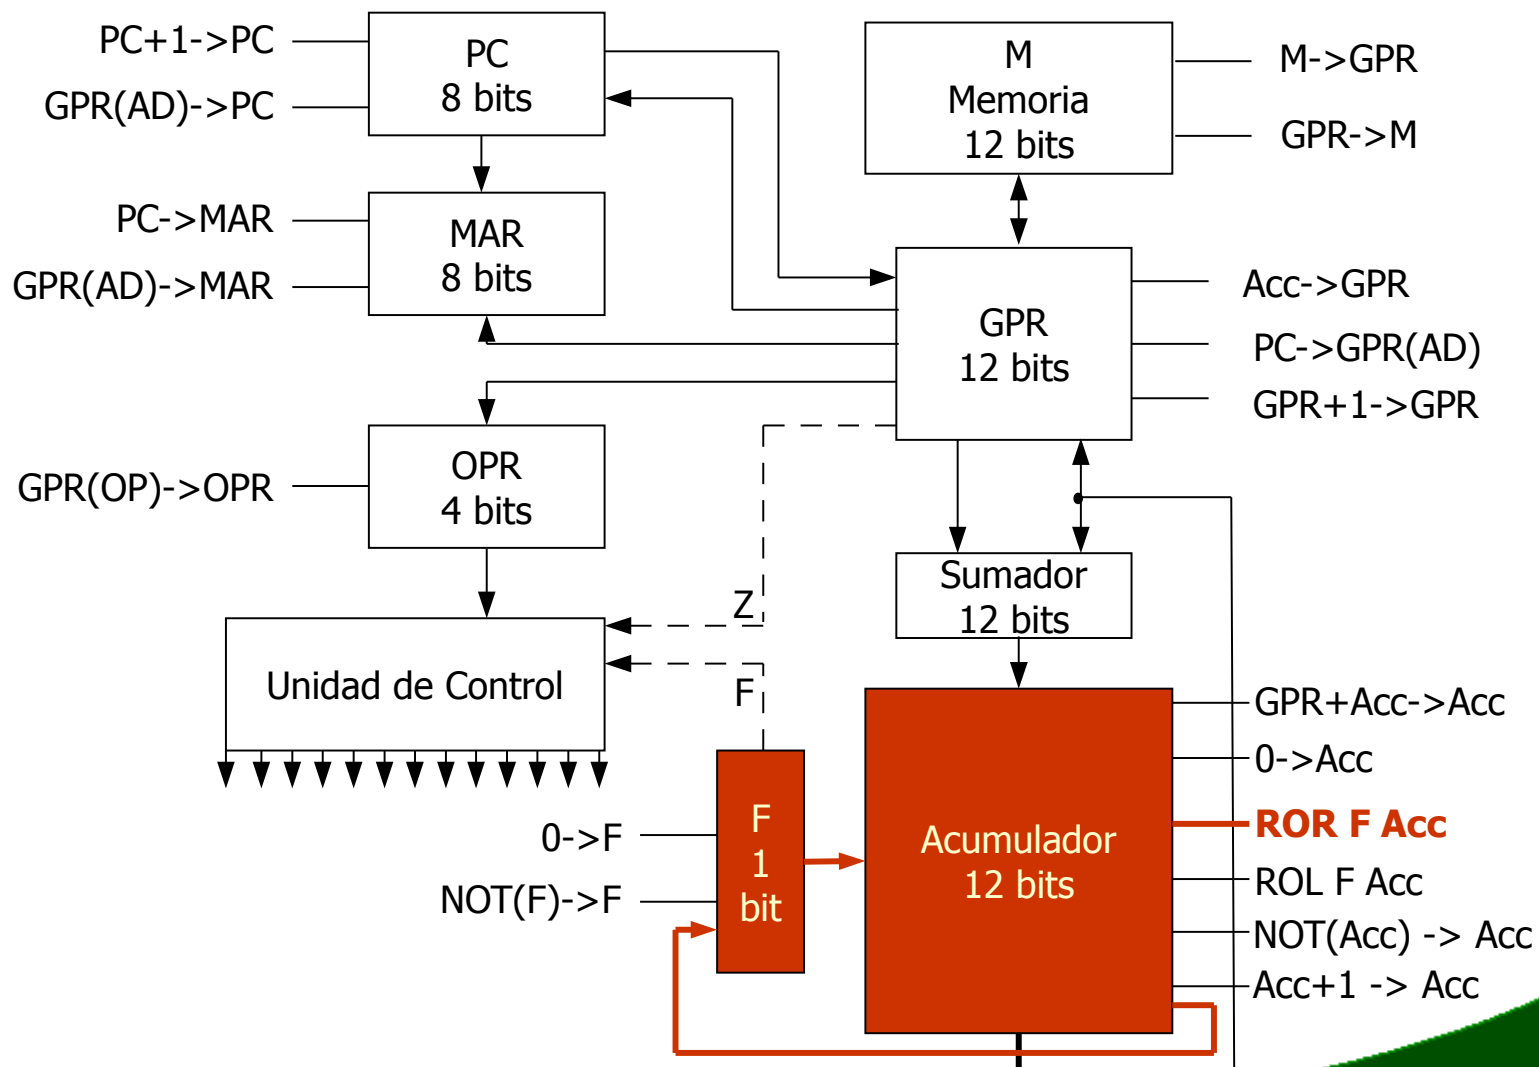 PC+1->PC
GPR(AD)->PC
PC
8 bits
M
Memoria
12 bits
M->GPR
GPR->M
PC->MAR
GPR(AD)->MAR
MAR
8 bits
GPR
12 bits
Acc->GPR
PC->GPR(AD)
GPR+1->GPR
GPR(OP)->OPR
OPR
4 bits
Z
Sumador
12 bits
Unidad de Control
F
0->F
NOT(F)->F
F
1
bit
Acumulador
12 bits
GPR+Acc->Acc
0->Acc
ROR F Acc
ROL F Acc
NOT(Acc) -> Acc
Acc+1 -> Acc